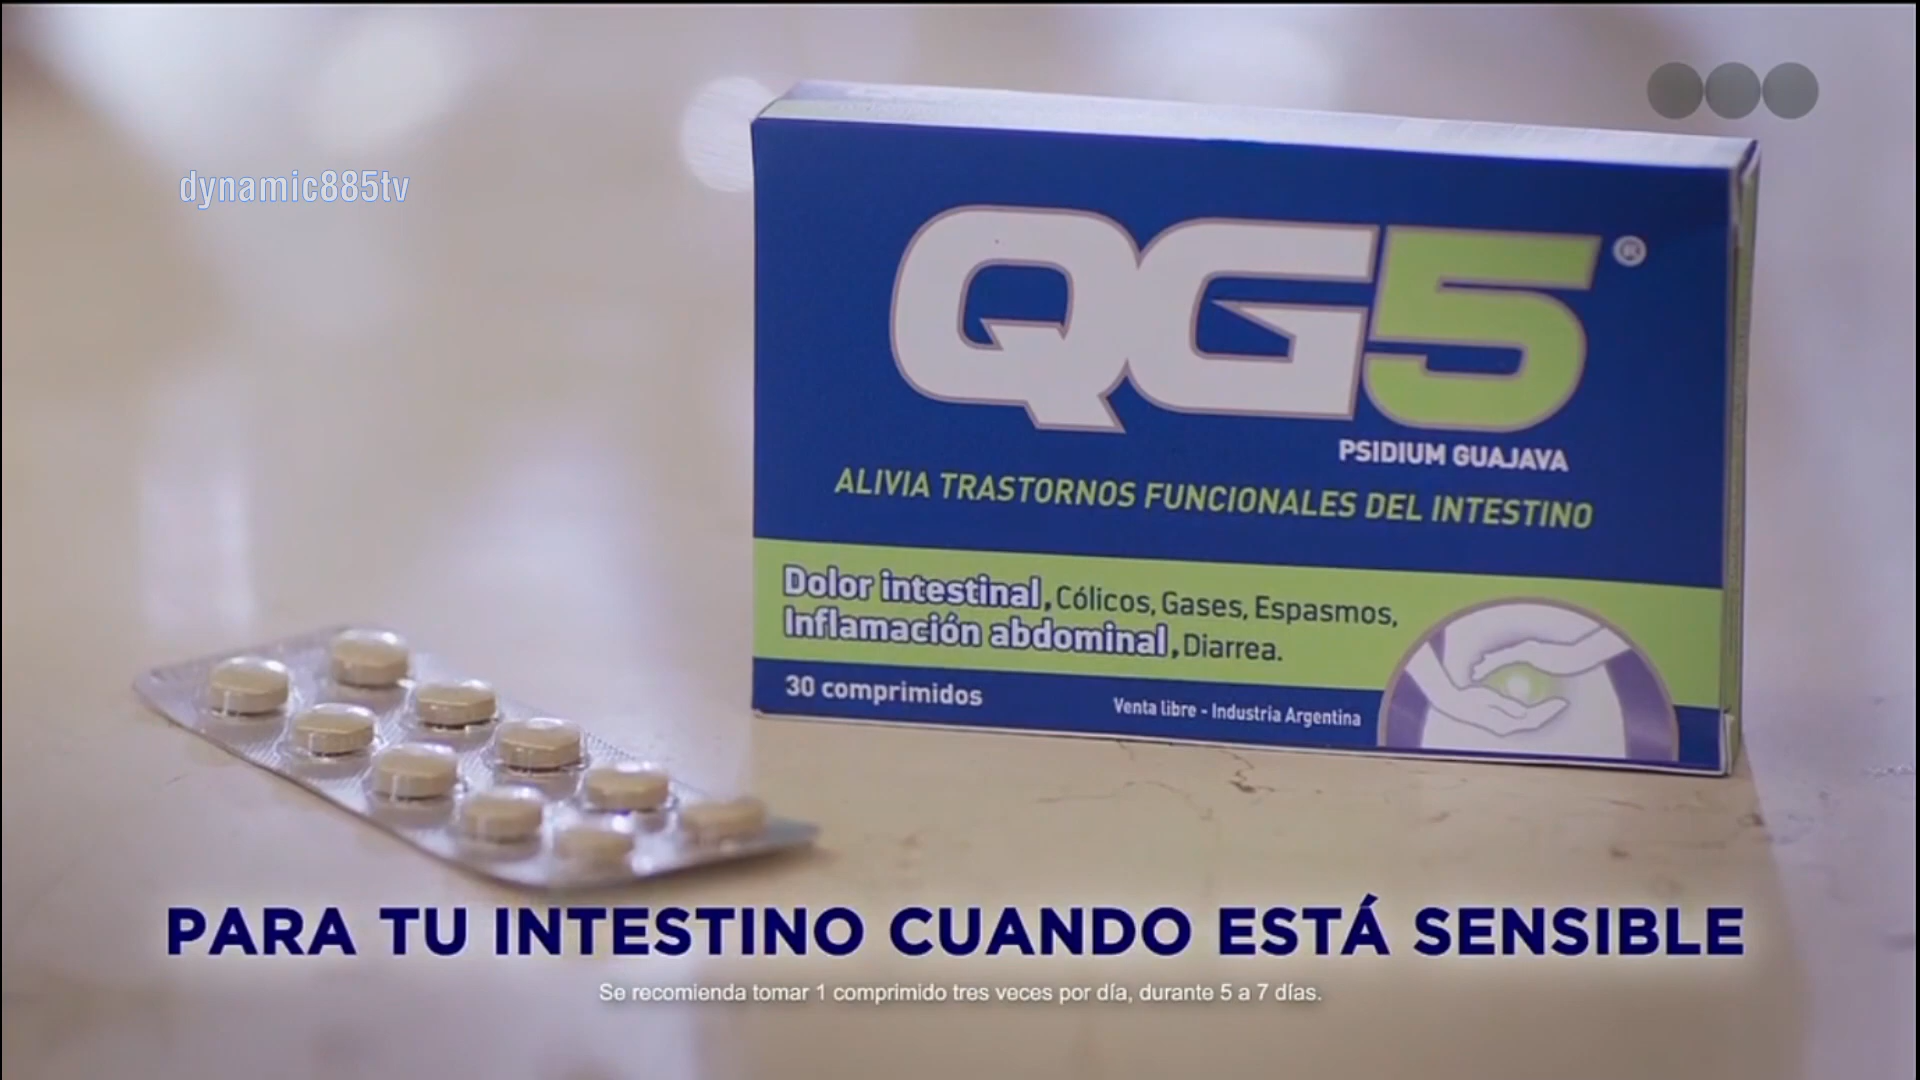 dynamic885tv
QG5®
PSIDIUM GUAJAVA
ALIVIA TRASTORNOS FUNCIONALES DEL INTESTINO
Dolor intestinal, Cólicos, Gases, Espasmos,
Inflamación abdominal, Diarrea.
30 comprimidos
Venta libre - Industria Argentina
PARA TU INTESTINO CUANDO ESTÁ SENSIBLE
Se recomienda tomar 1 comprimido tres veces por día, durante 5 a 7 días.